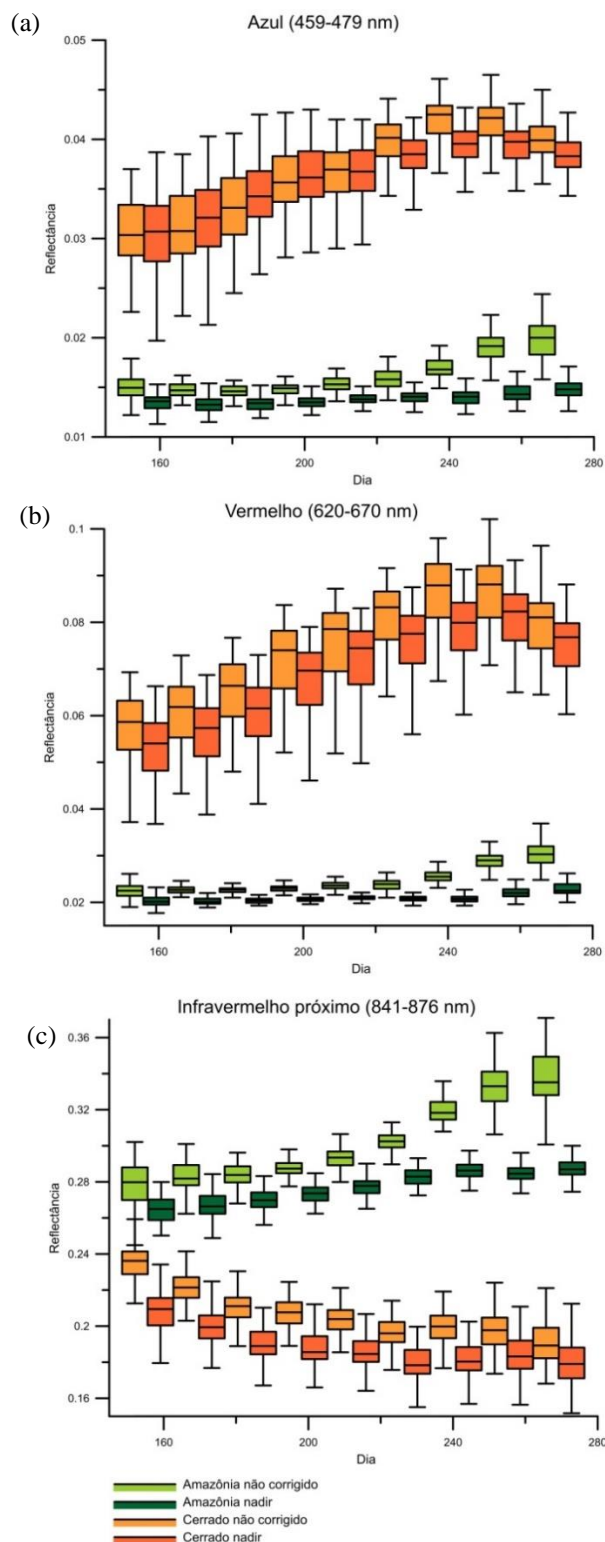 (a)
Azul (459-479 nm)
0.05
0.04
0.03
0.02
0.01
Reflectância
160
200
240
280
Dia
(b)
Vermelho (620-670 nm)
0.1
0.08
0.06
0.04
0.02
Reflectância
160
200
240
280
Dia
(c)
Infravermelho próximo (841-876 nm)
0.36
0.32
0.28
0.24
0.2
0.16
Reflectância
160
200
240
280
Dia
Amazônia não corrigido
Amazônia nadir
Cerrado não corrigido
Cerrado nadir